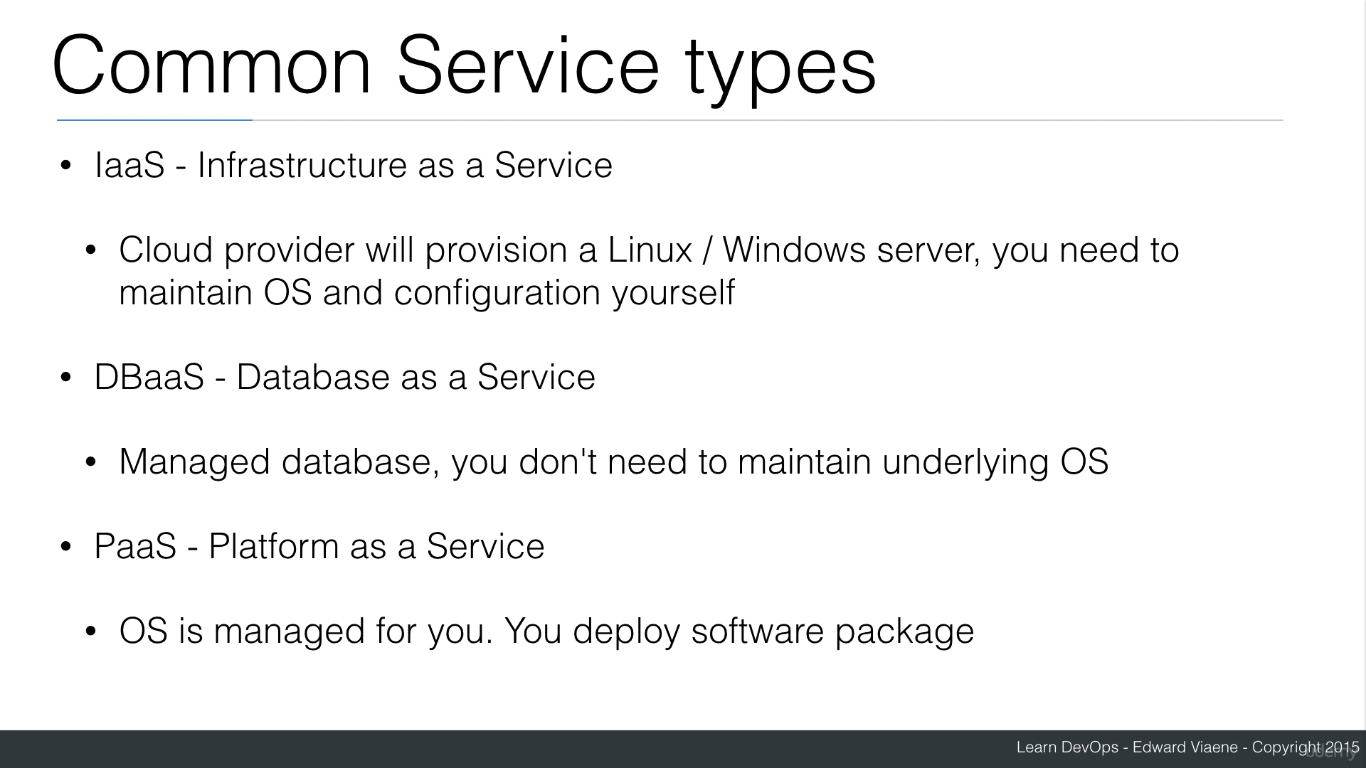 Common Service types
• IaaS - Infrastructure as a Service
• Cloud provider will provision a Linux / Windows server, you need to
maintain OS and configuration yourself
• DBaaS - Database as a Service
• Managed database, you don't need to maintain underlying OS
• PaaS - Platform as a Service
• OS is managed for you. You deploy software package
Learn DevOps - Edward Viaene - Copyright 2015
udemy